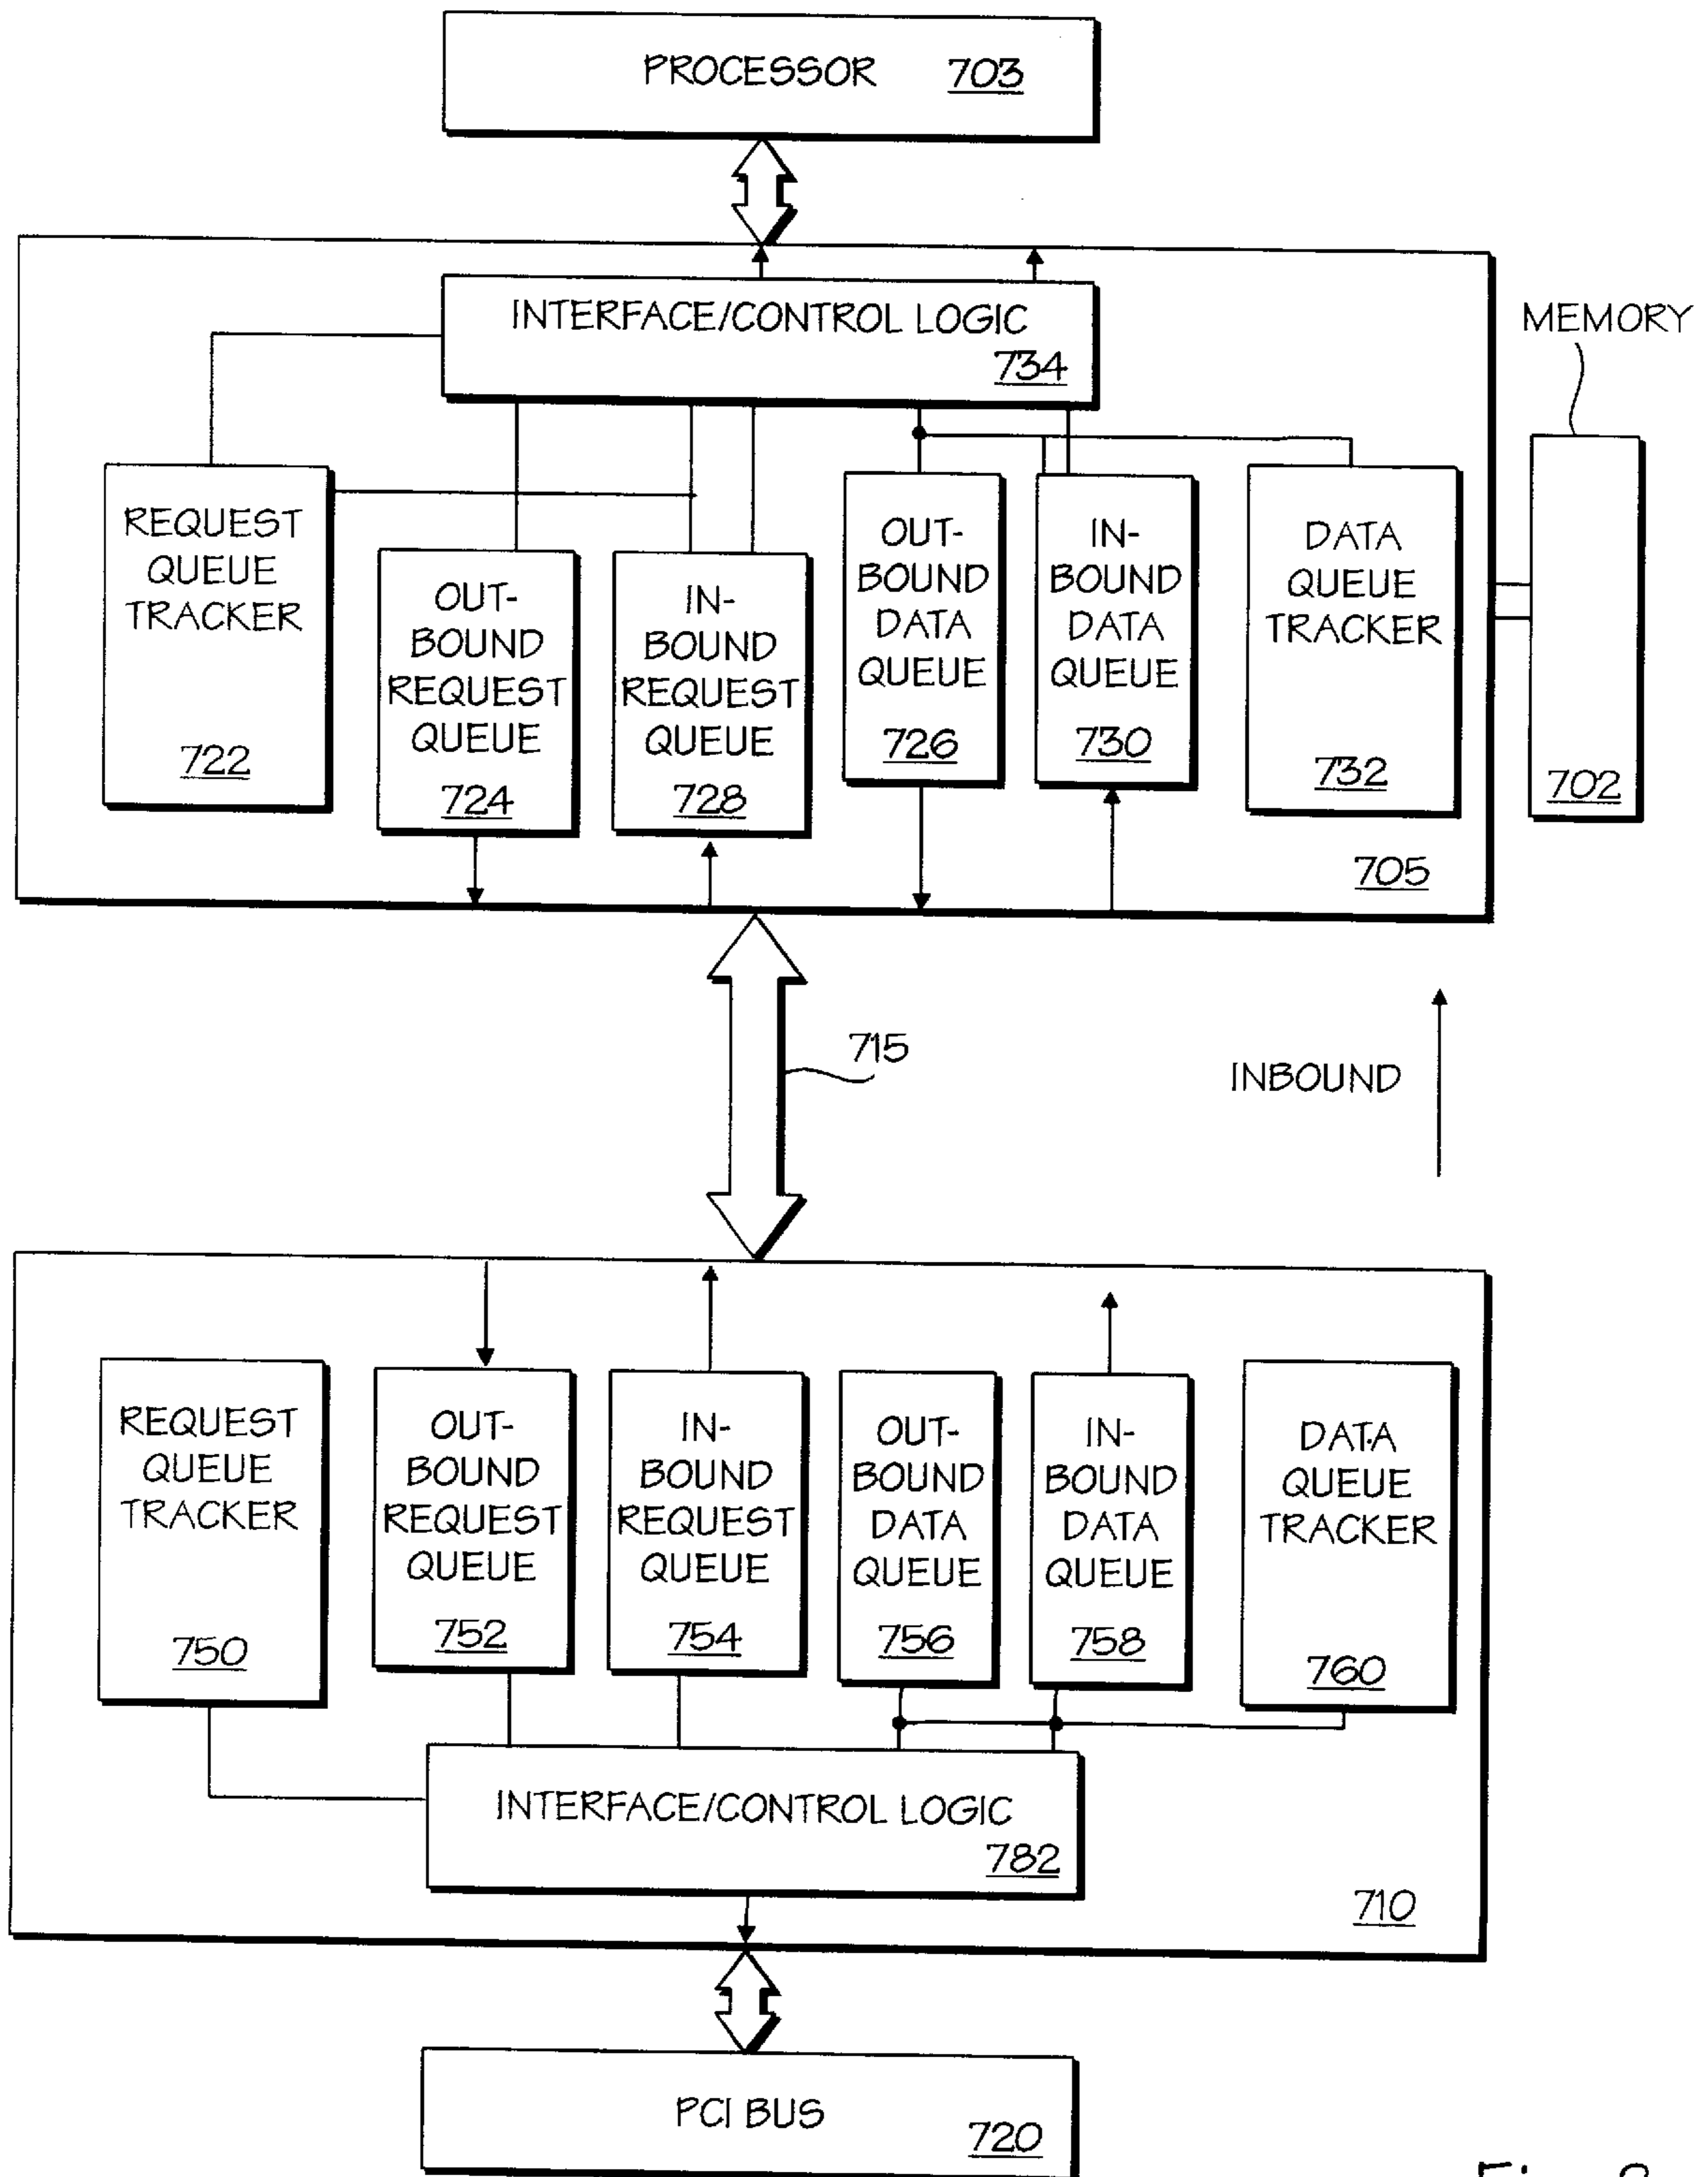 PROCESSOR 703
INTERFACE/CONTROL LOGIC
734
MEMORY
REQUEST
QUEUE
TRACKER
722
OUT-
BOUND
REQUEST
QUEUE
724
IN-
BOUND
REQUEST
QUEUE
728
OUT-
BOUND
DATA
QUEUE
726
IN-
BOUND
DATA
QUEUE
730
DATA
QUEUE
TRACKER
732
702
705
715
INBOUND
REQUEST
QUEUE
TRACKER
750
OUT-
BOUND
REQUEST
QUEUE
752
IN-
BOUND
REQUEST
QUEUE
754
OUT-
BOUND
DATA
QUEUE
756
IN-
BOUND
DATA
QUEUE
758
DATA
QUEUE
TRACKER
760
INTERFACE/CONTROL LOGIC
782
710
PCI BUS
720